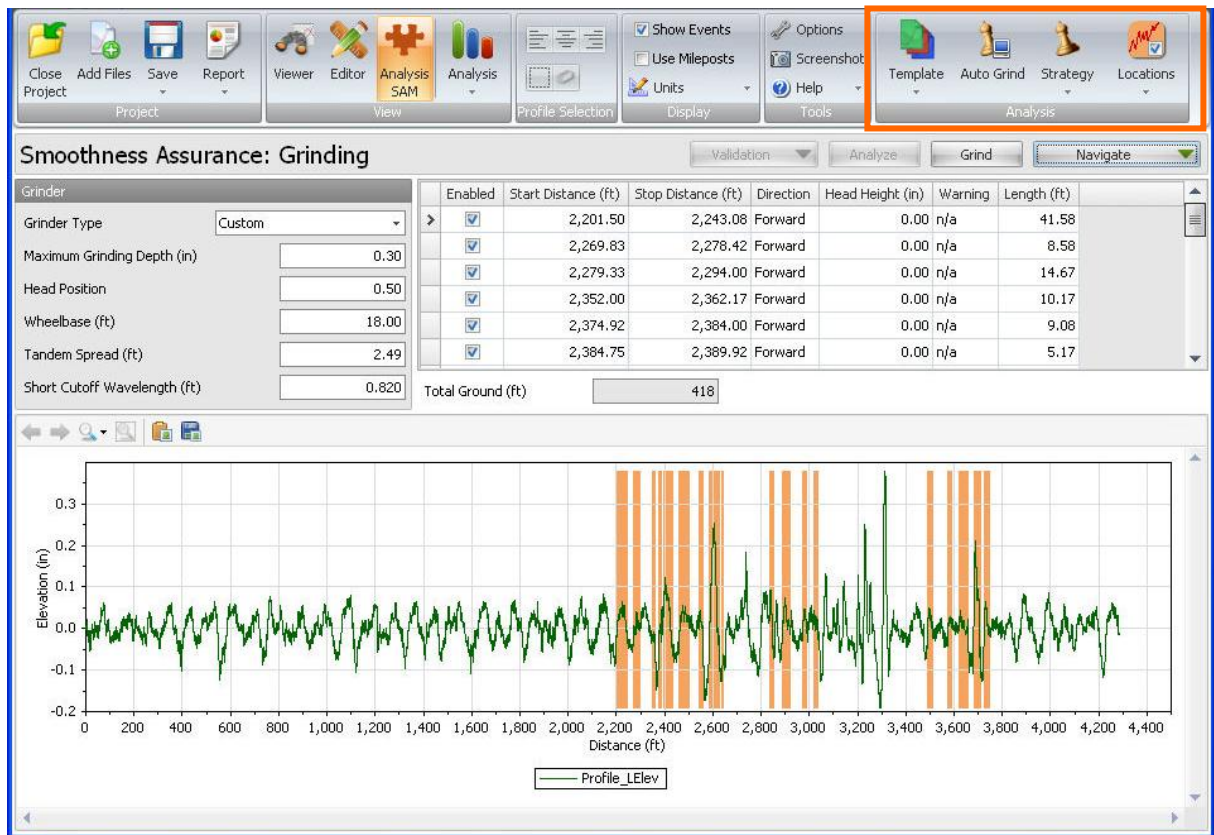 Close Project Add Files Save Report
Project
Viewer Editor Analysis SAM Analysis
View
Profile Selection
Show Events
Use Mileposts
Units
Display
Options
Screenshot
Help
Tools
Template Auto Grind Strategy Locations
Analysis
Smoothness Assurance: Grinding
Validation Analyze Grind Navigate
Grinder
Grinder Type Custom
Maximum Grinding Depth (in) 0.30
Head Position 0.50
Wheelbase (ft) 18.00
Tandem Spread (ft) 2.49
Short Cutoff Wavelength (ft) 0.820
Enabled Start Distance (ft) Stop Distance (ft) Direction Head Height (in) Warning Length (ft)
2,201.50 2,243.08 Forward 0.00 n/a 41.58
2,269.83 2,278.42 Forward 0.00 n/a 8.58
2,279.33 2,294.00 Forward 0.00 n/a 14.67
2,352.00 2,362.17 Forward 0.00 n/a 10.17
2,374.92 2,384.00 Forward 0.00 n/a 9.08
2,384.75 2,389.92 Forward 0.00 n/a 5.17
Total Ground (ft) 418
Elevation (in)
0.3
0.2
0.1
0.0
-0.1
-0.2
0 200 400 600 800 1,000 1,200 1,400 1,600 1,800 2,000 2,200 2,400 2,600 2,800 3,000 3,200 3,400 3,600 3,800 4,000 4,200 4,400
Distance (ft)
Profile_LElev